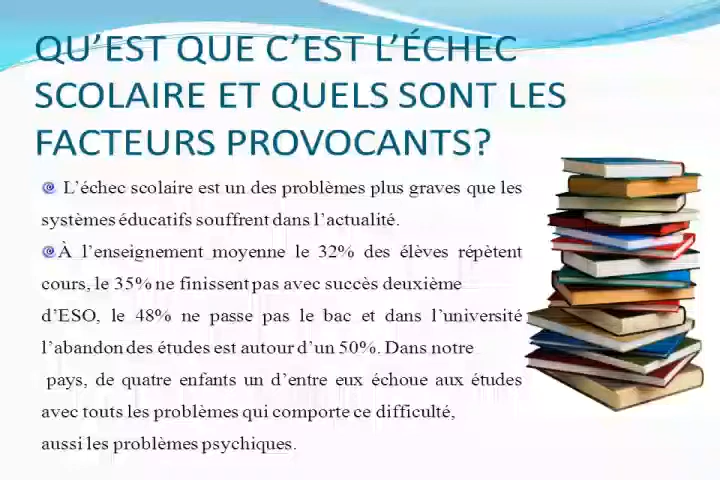 QU’EST QUE C’EST L’ÉCHEC
SCOLAIRE ET QUELS SONT LES
FACTEURS PROVOCANTS?
L’échec scolaire est un des problèmes plus graves que les
systèmes éducatifs souffrent dans l’actualité.
À l’enseignement moyenne le 32% des élèves répètent
cours, le 35% ne finissent pas avec succès deuxième
d’ESO, le 48% ne passe pas le bac et dans l’université
l’abandon des études est autour d’un 50%. Dans notre
pays, de quatre enfants un d’entre eux échoue aux études
avec touts les problèmes qui comporte ce difficulté,
aussi les problèmes psychiques.